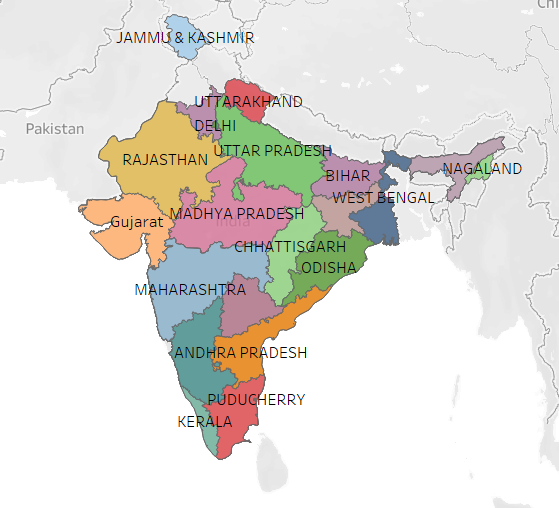 Chi
JAMMU & KASHMIR
UTTARAKHAND
Pakistan
DELHI
UTTAR PRADESH
RAJASTHAN
NAGALAND
BIHAR
WEST BENGAL
MADHYA PRADESH
Gujarat
India
CHHATTISGARH
ODISHA
MAHARASHTRA
ANDHRA PRADESH
PUDUCHERRY
KERALA